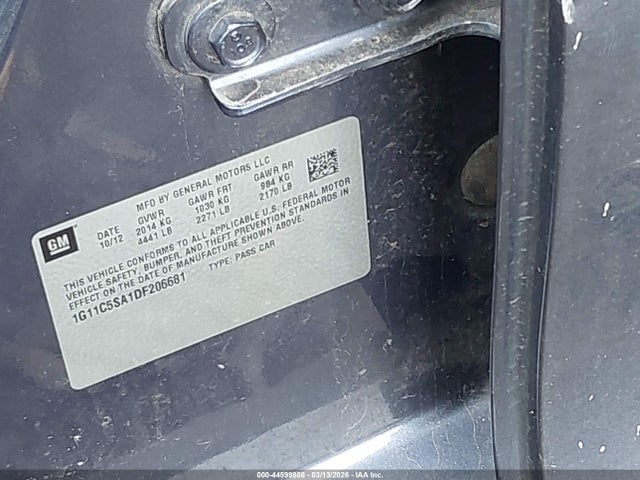 MFD BY GENERAL MOTORS LLC
GM
DATE GVWR GAWR FRT GAWR RR
10/12 2014 KG 1030 KG 984 KG
4441 LB 2271 LB 2170 LB
THIS VEHICLE CONFORMS TO ALL APPLICABLE U.S. FEDERAL MOTOR
VEHICLE SAFETY, BUMPER, AND THEFT PREVENTION STANDARDS IN
EFFECT ON THE DATE OF MANUFACTURE SHOWN ABOVE.
TYPE: PASS CAR
1G11C5SA1DF206681
000-44599808 - 03/13/2026 - IAA Inc.